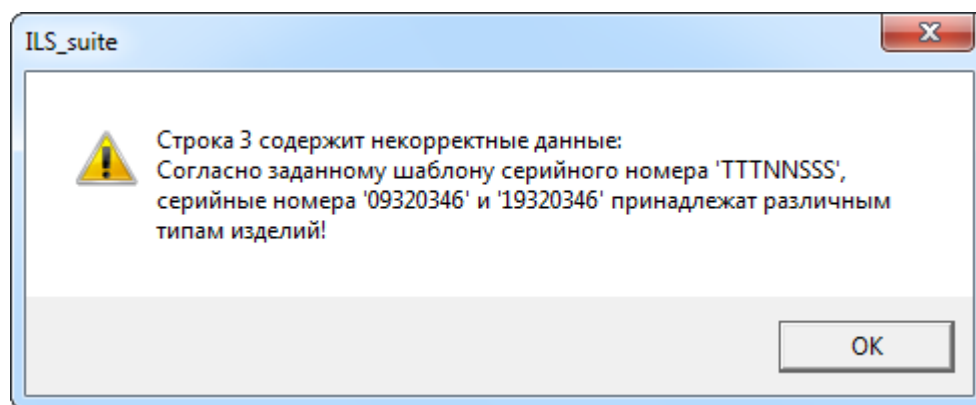 ILS_suite
Строка 3 содержит некорректные данные:
Согласно заданному шаблону серийного номера 'TTTNNSSS',
серийные номера '09320346' и '19320346' принадлежат различным
типам изделий!
OK